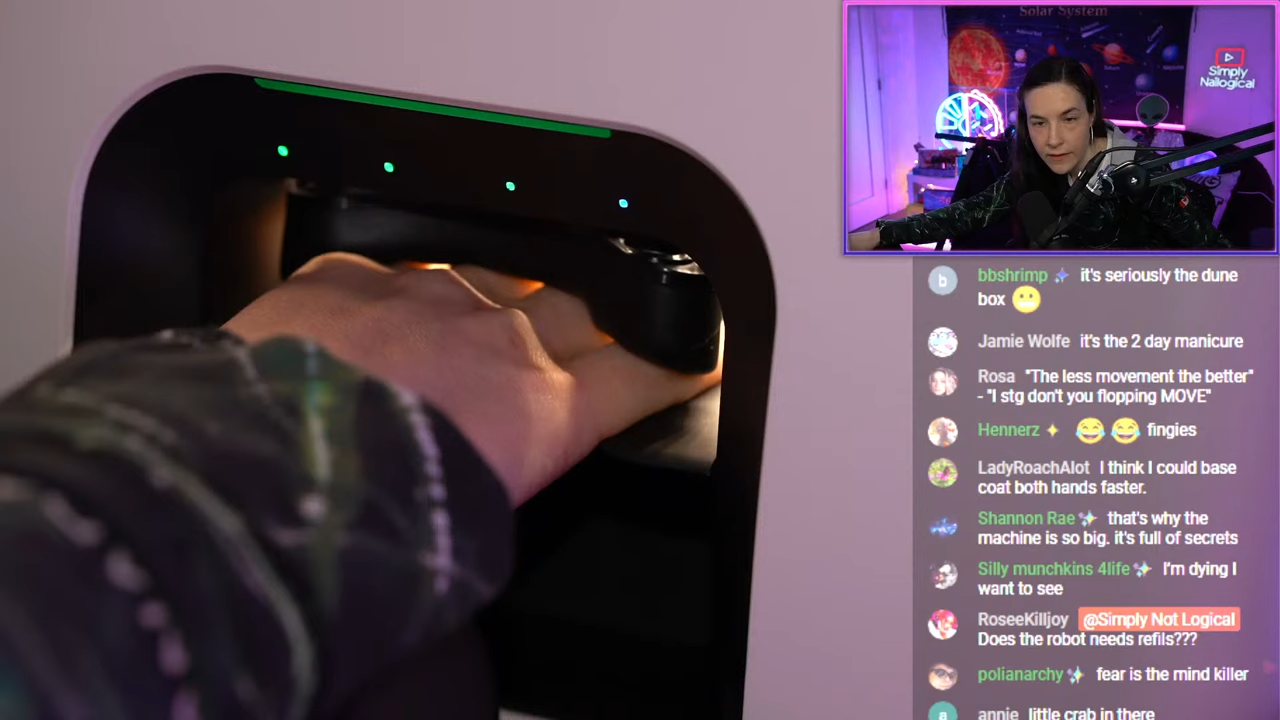 Solar System
Simply
Nailogical
bbshrimp it's seriously the dune
box
Jamie Wolfe it's the 2 day manicure
Rosa "The less movement the better"
- "I stg don't you flopping MOVE"
Hennerz fingies
LadyRoachAlot I think I could base
coat both hands faster.
Shannon Rae that's why the
machine is so big. it's full of secrets
Silly munchkins 4life I'm dying I
want to see
RoseeKilljoy @Simply Not Logical
Does the robot needs refils???
polianarchy fear is the mind killer
annie little crab in there